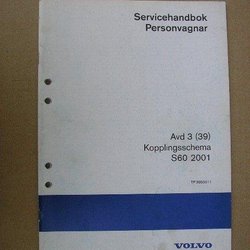 Servicehandbok
Personvagnar
Avd 3 (39)
Kopplingsschema
S60 2001
VOLVO